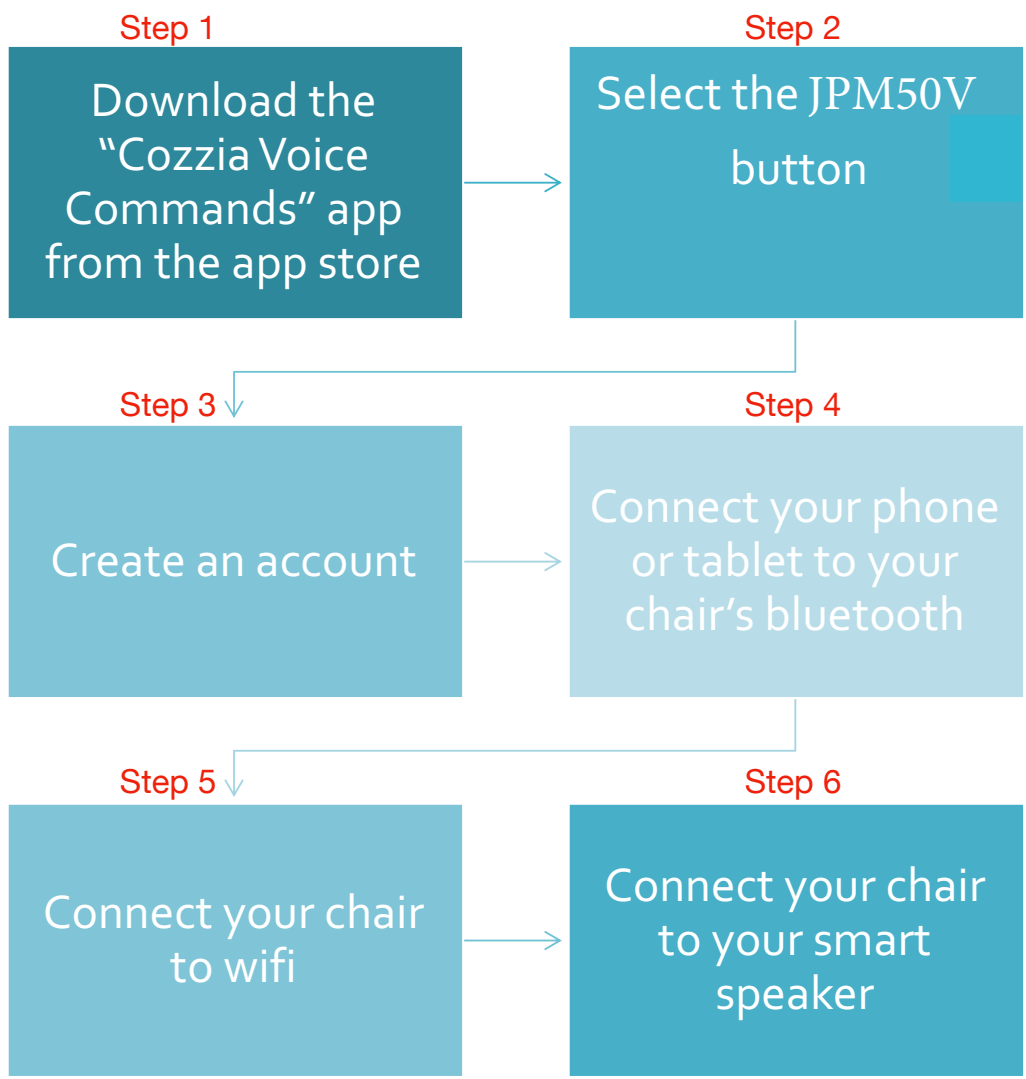 Step 1
Download the
“Cozzia Voice
Commands” app
from the app store
Step 2
Select the JPM50V
button
Step 3
Create an account
Step 4
Connect your phone
or tablet to your
chair’s bluetooth
Step 5
Connect your chair
to wifi
Step 6
Connect your chair
to your smart
speaker